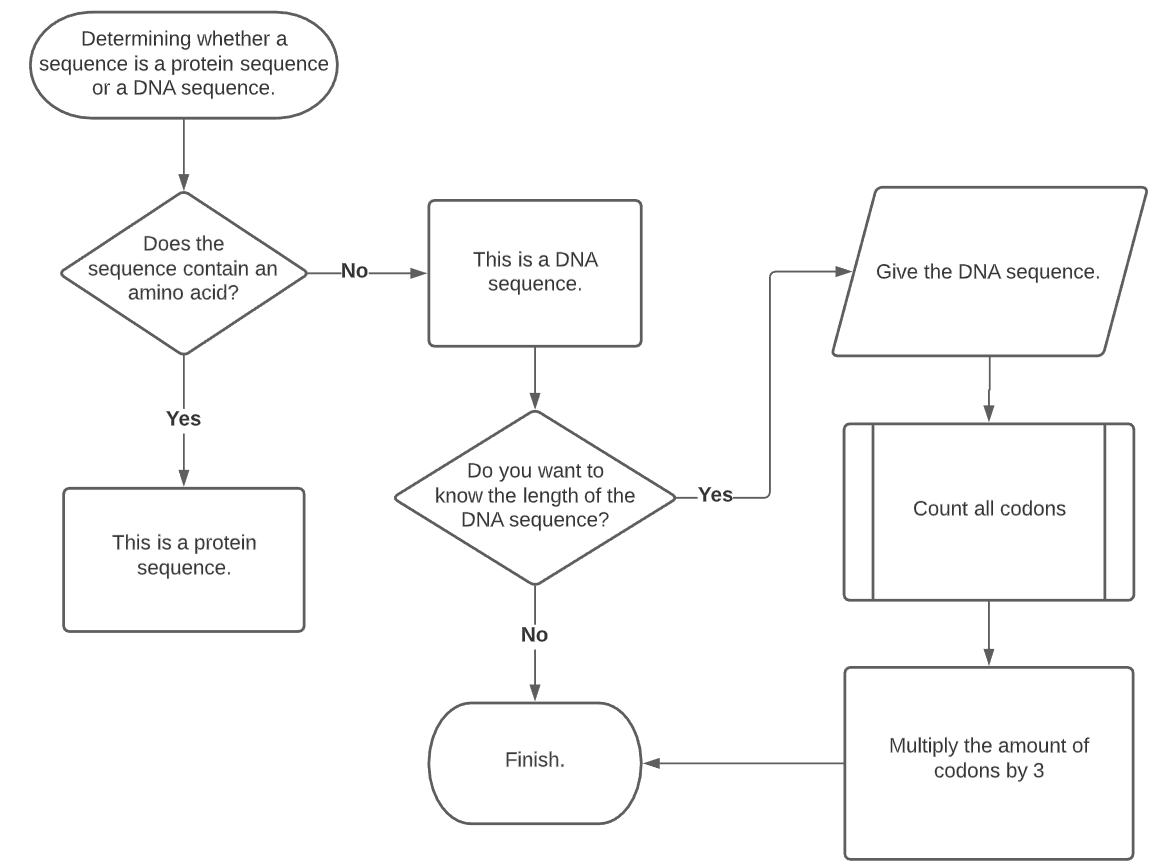 Determining whether a
sequence is a protein sequence
or a DNA sequence.
Does the
sequence contain an
amino acid?
No
Yes
This is a protein
sequence.
This is a DNA
sequence.
Do you want to
know the length of the
DNA sequence?
Yes
No
Give the DNA sequence.
Count all codons
Multiply the amount of
codons by 3
Finish.